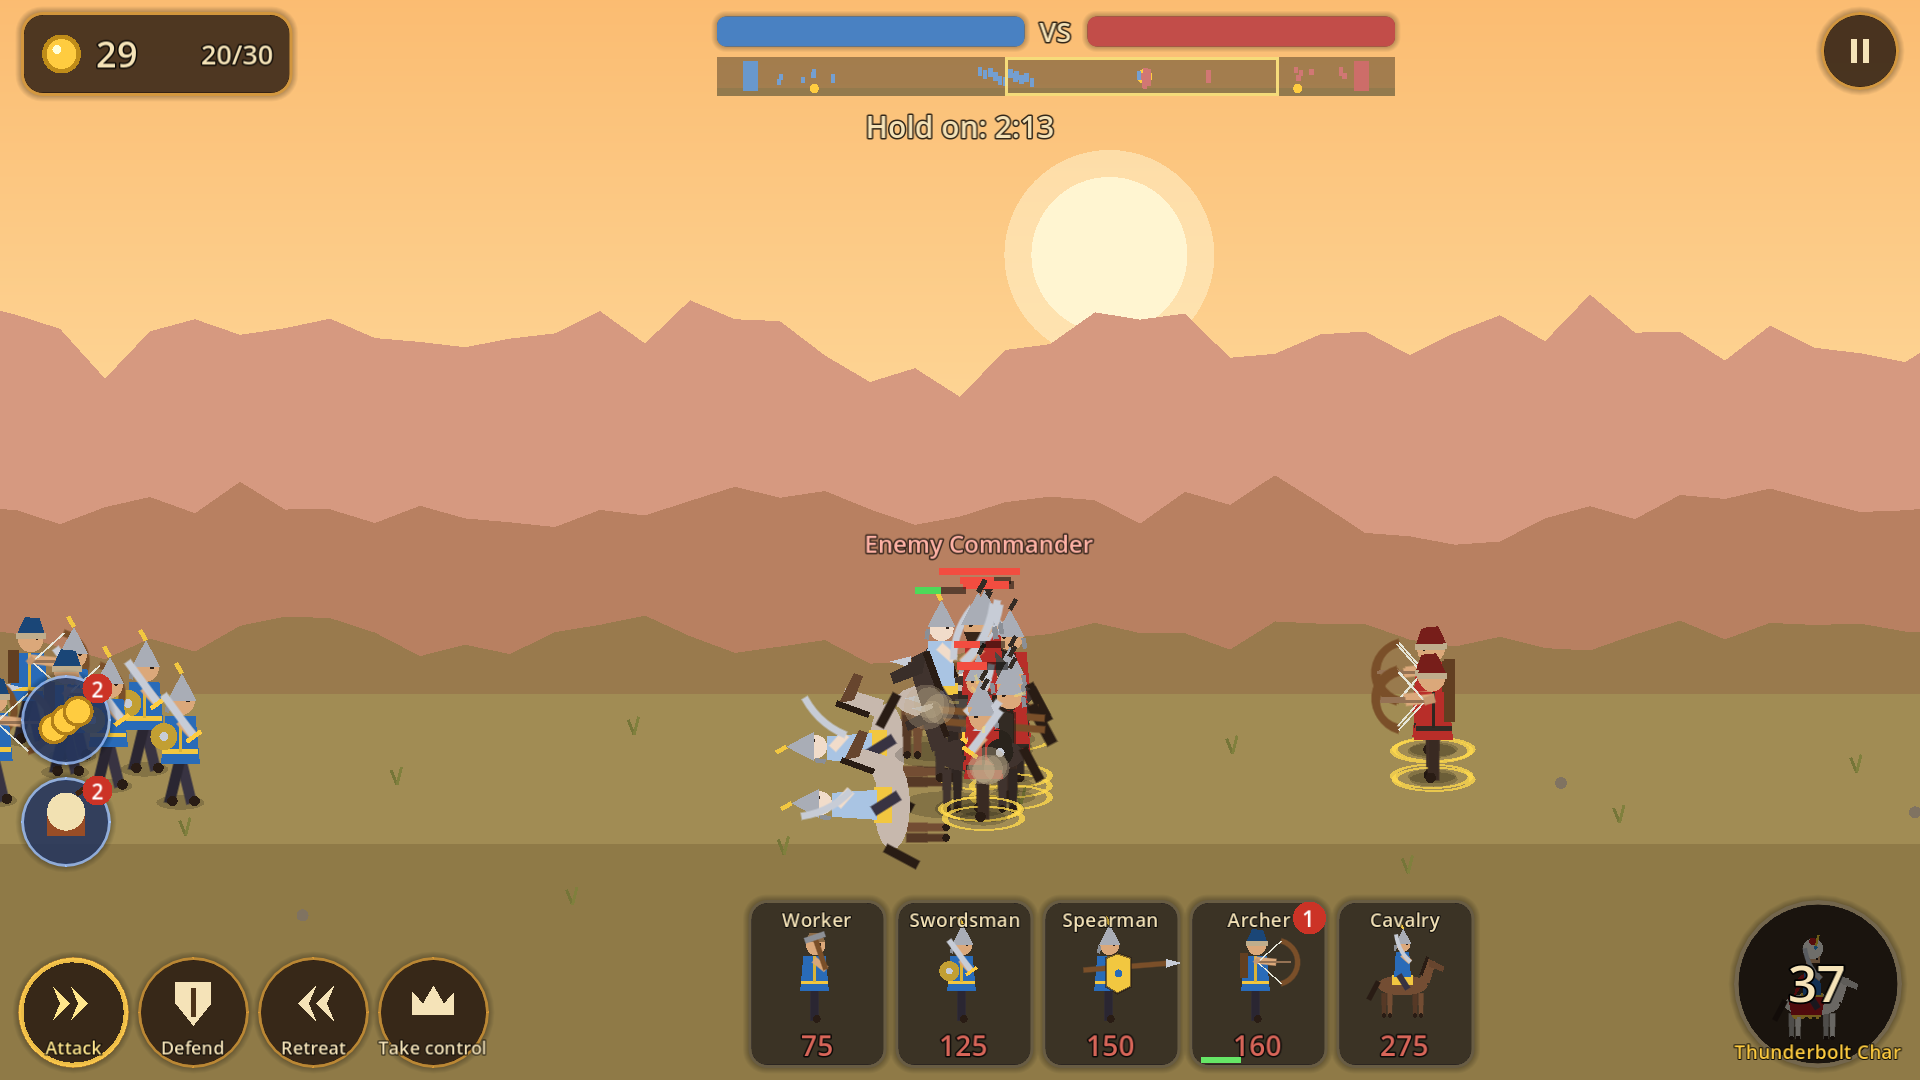 29
20/30
VS
Hold on: 2:13
Enemy Commander
2
2
Attack
Defend
Retreat
Take control
Worker
75
Swordsman
125
Spearman
150
Archer
1
160
Cavalry
275
37
Thunderbolt Char